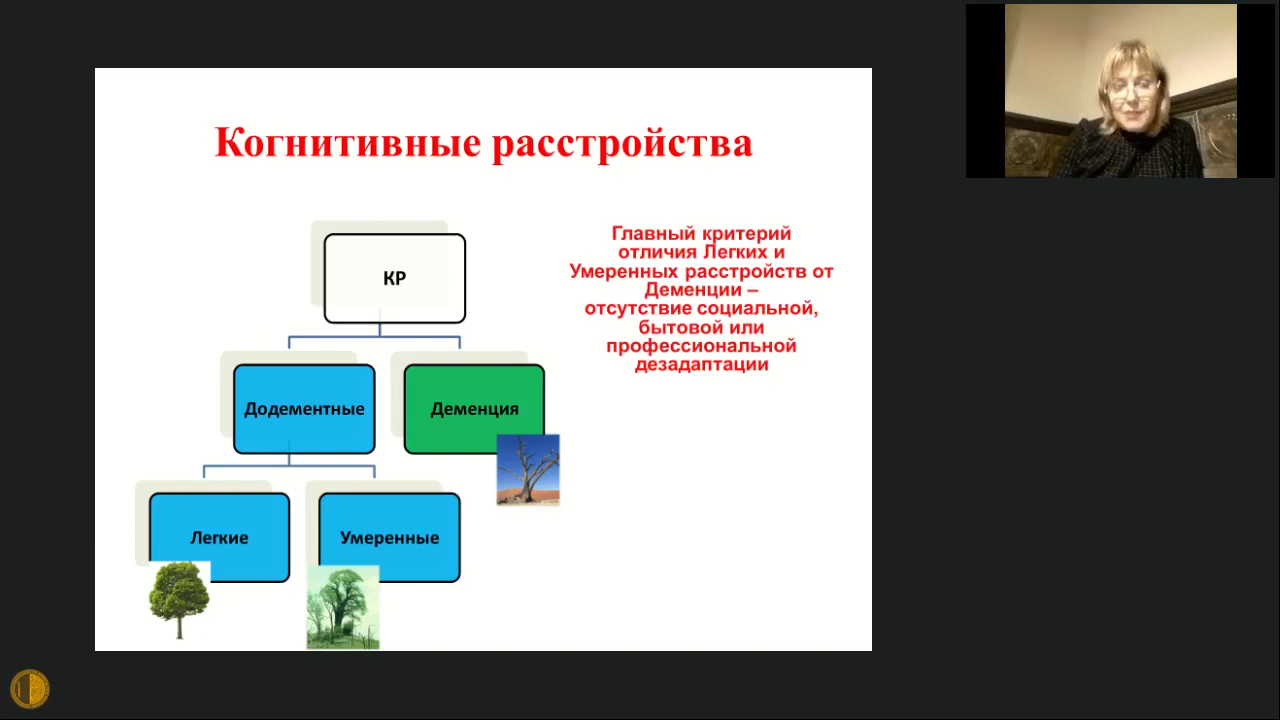 Когнитивные расстройства
КР
Додементные
Деменция
Легкие
Умеренные
Главный критерий
отличия Легких и
Умеренных расстройств от
Деменции –
отсутствие социальной,
бытовой или
профессиональной
дезадаптации